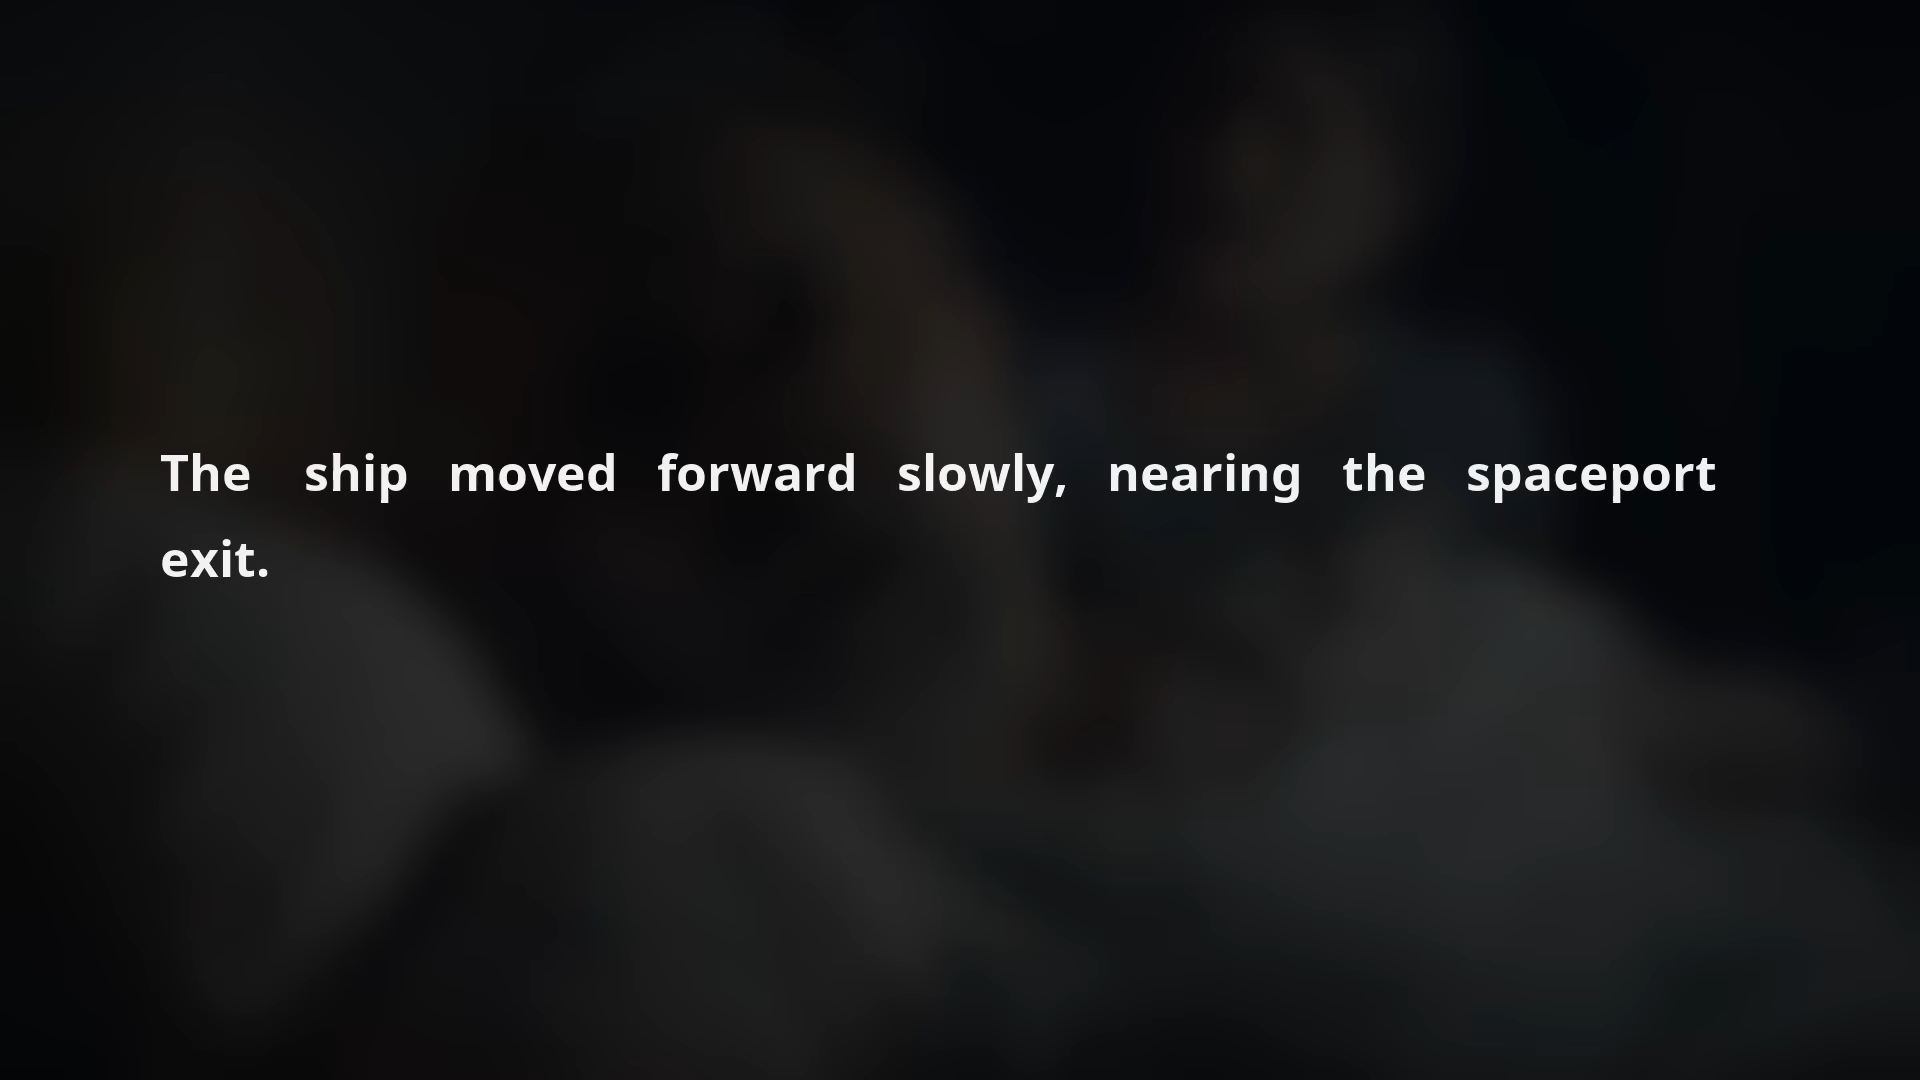 The ship moved forward slowly, nearing the spaceport
exit.